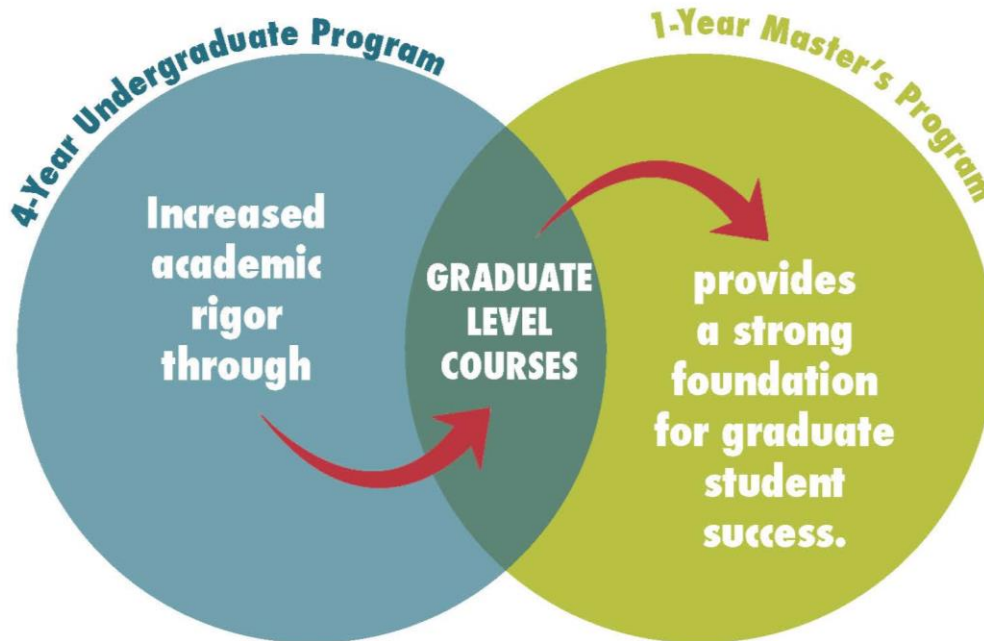 4-Year Undergraduate Program
1-Year Master's Program
Increased
academic
rigor
through
GRADUATE
LEVEL
COURSES
provides
a strong
foundation
for graduate
student
success.